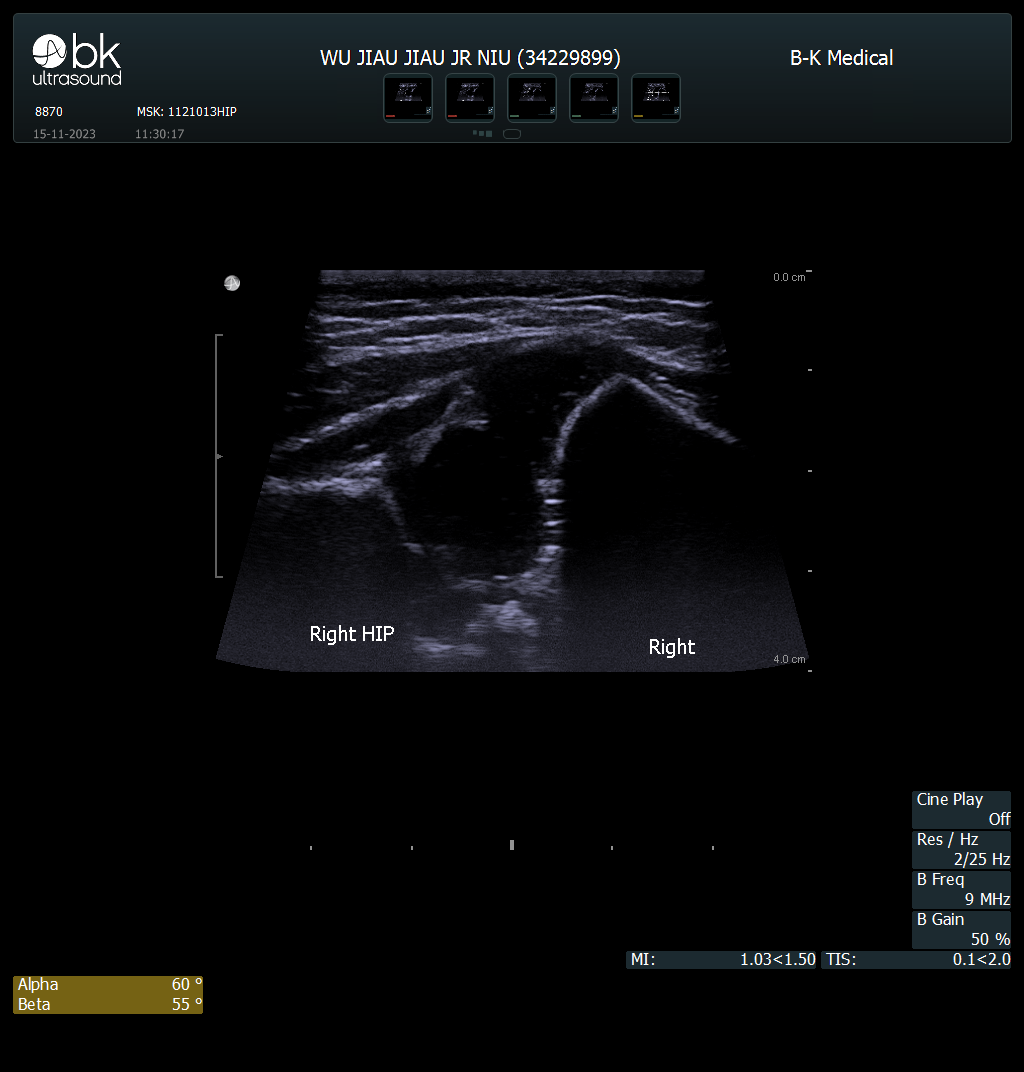 bk
ultrasound
WU JIAU JIAU JR NIU (34229899)
B-K Medical
8870
MSK: 1121013HIP
15-11-2023
11:30:17
0.0 cm
Right HIP
Right
4.0 cm
Cine Play
Off
Res / Hz
2/25 Hz
B Freq
9 MHz
B Gain
50 %
MI: 1.03<1.50
TIS: 0.1<2.0
Alpha 60 º
Beta 55 º